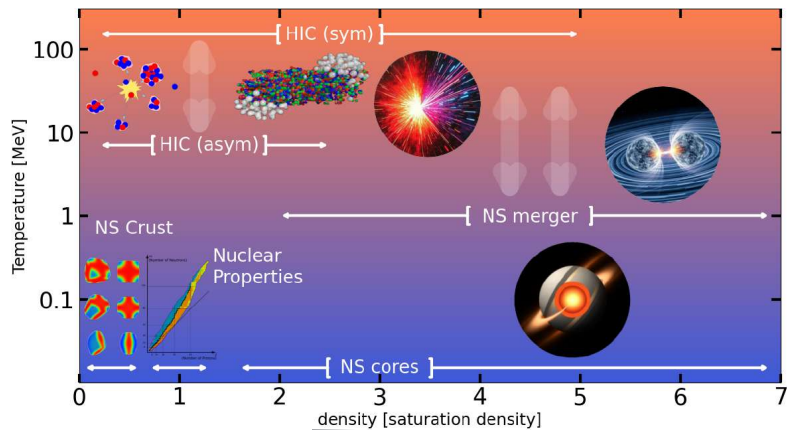 HIC (sym)
100
HIC (asym)
10
Temperature [MeV]
NS merger
1
NS Crust
Nuclear
Properties
0.1
NS cores
0 1 2 3 4 5 6 7
density [saturation density]